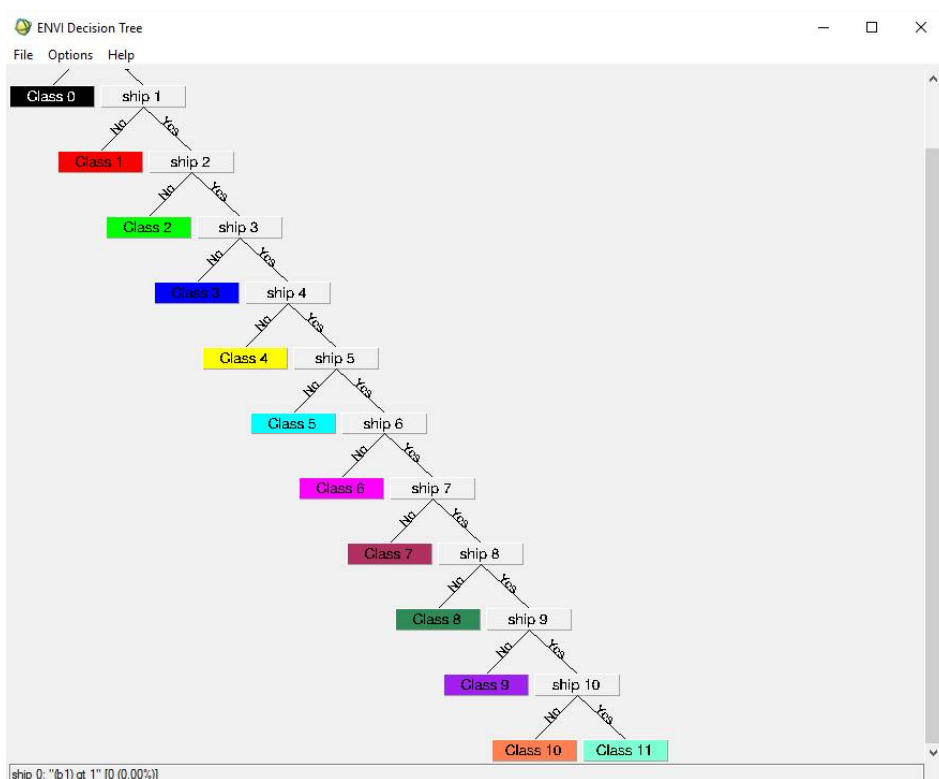 ENVI Decision Tree
File Options Help
Class 0 ship 1
No Yes
Class 1 ship 2
No Yes
Class 2 ship 3
No Yes
Class 3 ship 4
No Yes
Class 4 ship 5
No Yes
Class 5 ship 6
No Yes
Class 6 ship 7
No Yes
Class 7 ship 8
No Yes
Class 8 ship 9
No Yes
Class 9 ship 10
No Yes
Class 10 Class 11
ship 0: "(b1) gt 1" [0 (0.00%)]